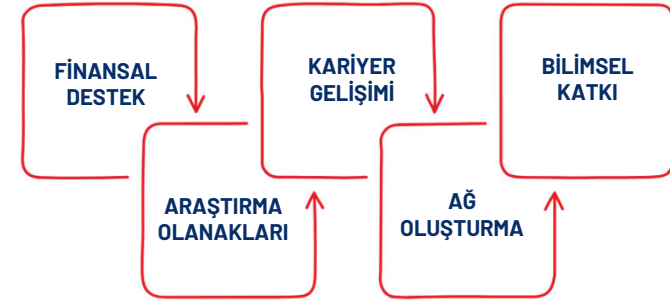 FİNANSAL
DESTEK
ARAŞTIRMA
OLANAKLARI
KARİYER
GELİŞİMİ
AĞ
OLUŞTURMA
BİLİMSEL
KATKI